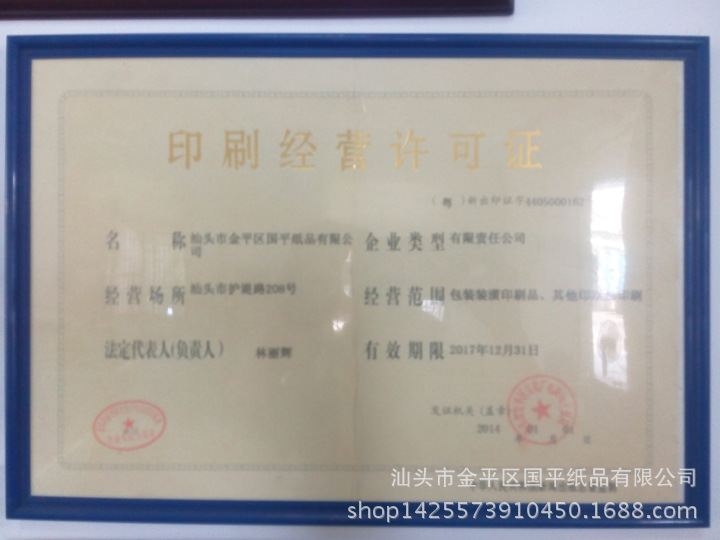 印刷经营许可证
(粤)新出印证字4405000162
名 称 汕头市金平区国平纸品有限公司
企业类型 有限责任公司
经营场所 汕头市护堤路208号
经营范围 包装装潢印刷品、其他印刷品印刷
法定代表人(负责人) 林丽辉
有效期限 2017年12月31日
发证机关(盖章)
2014
汕头市金平区国平纸品有限公司
shop1425573910450.1688.com